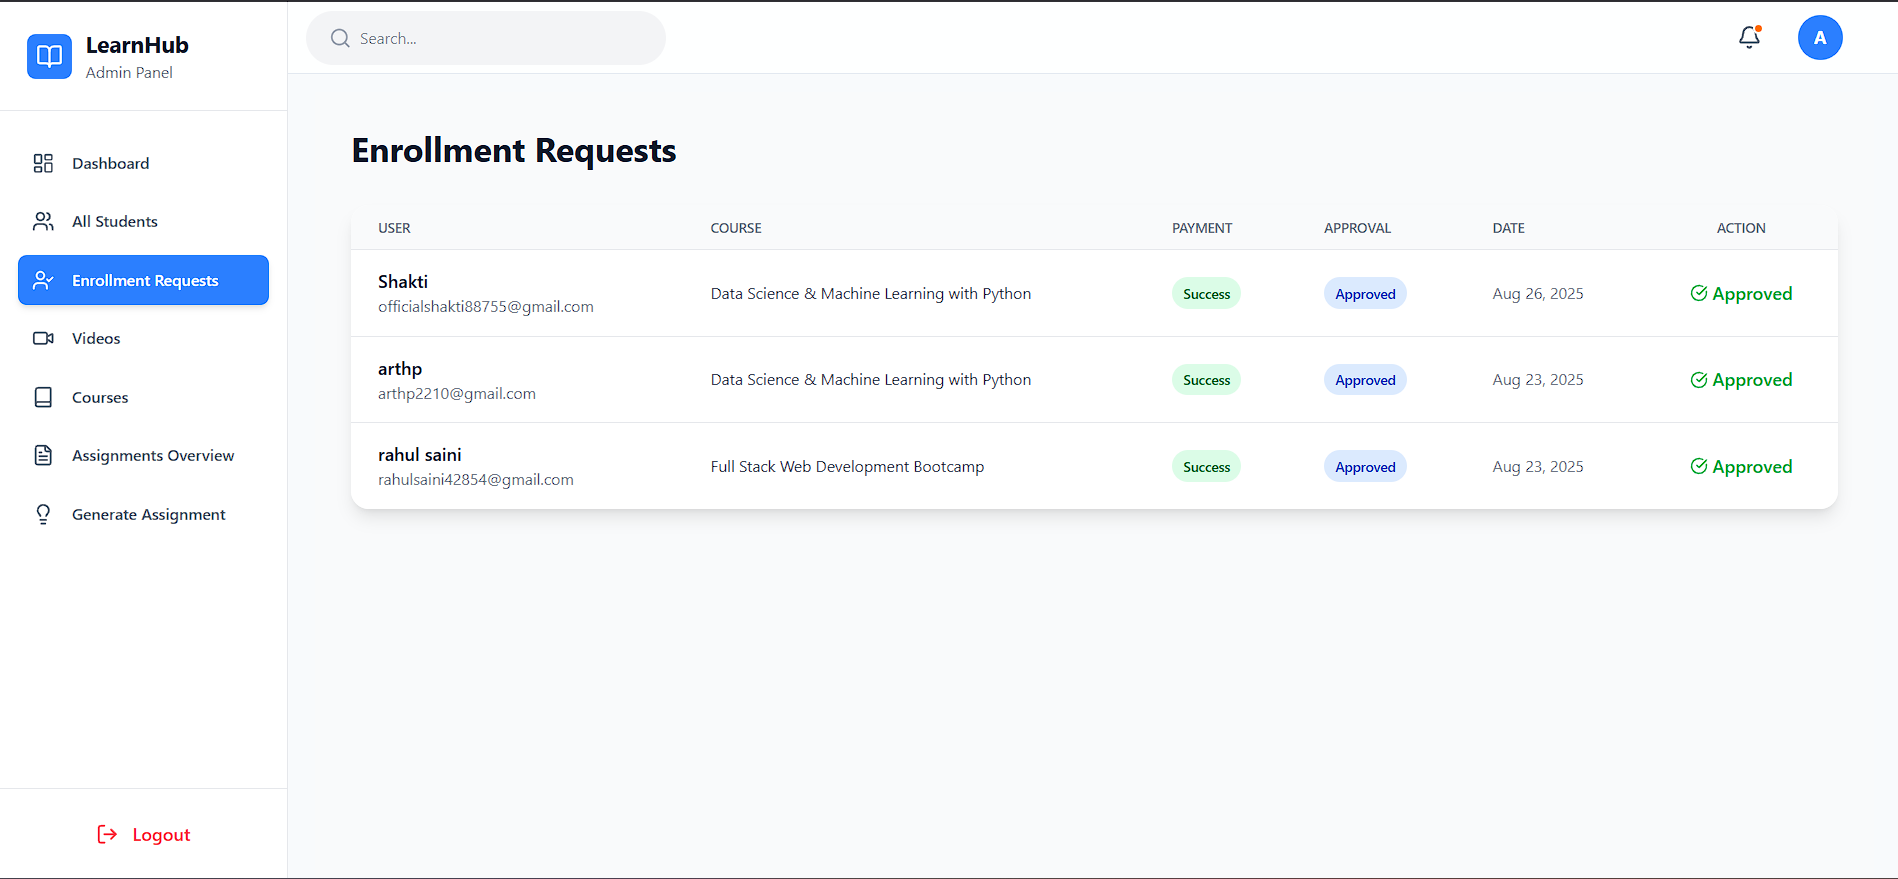 LearnHub
Admin Panel
Search...
A
Dashboard
All Students
Enrollment Requests
Videos
Courses
Assignments Overview
Generate Assignment
Logout
Enrollment Requests
USER COURSE PAYMENT APPROVAL DATE ACTION
Shakti
officialshakti88755@gmail.com
Data Science & Machine Learning with Python Success Approved Aug 26, 2025 Approved
arthp
arthp2210@gmail.com
Data Science & Machine Learning with Python Success Approved Aug 23, 2025 Approved
rahul saini
rahulsaini42854@gmail.com
Full Stack Web Development Bootcamp Success Approved Aug 23, 2025 Approved